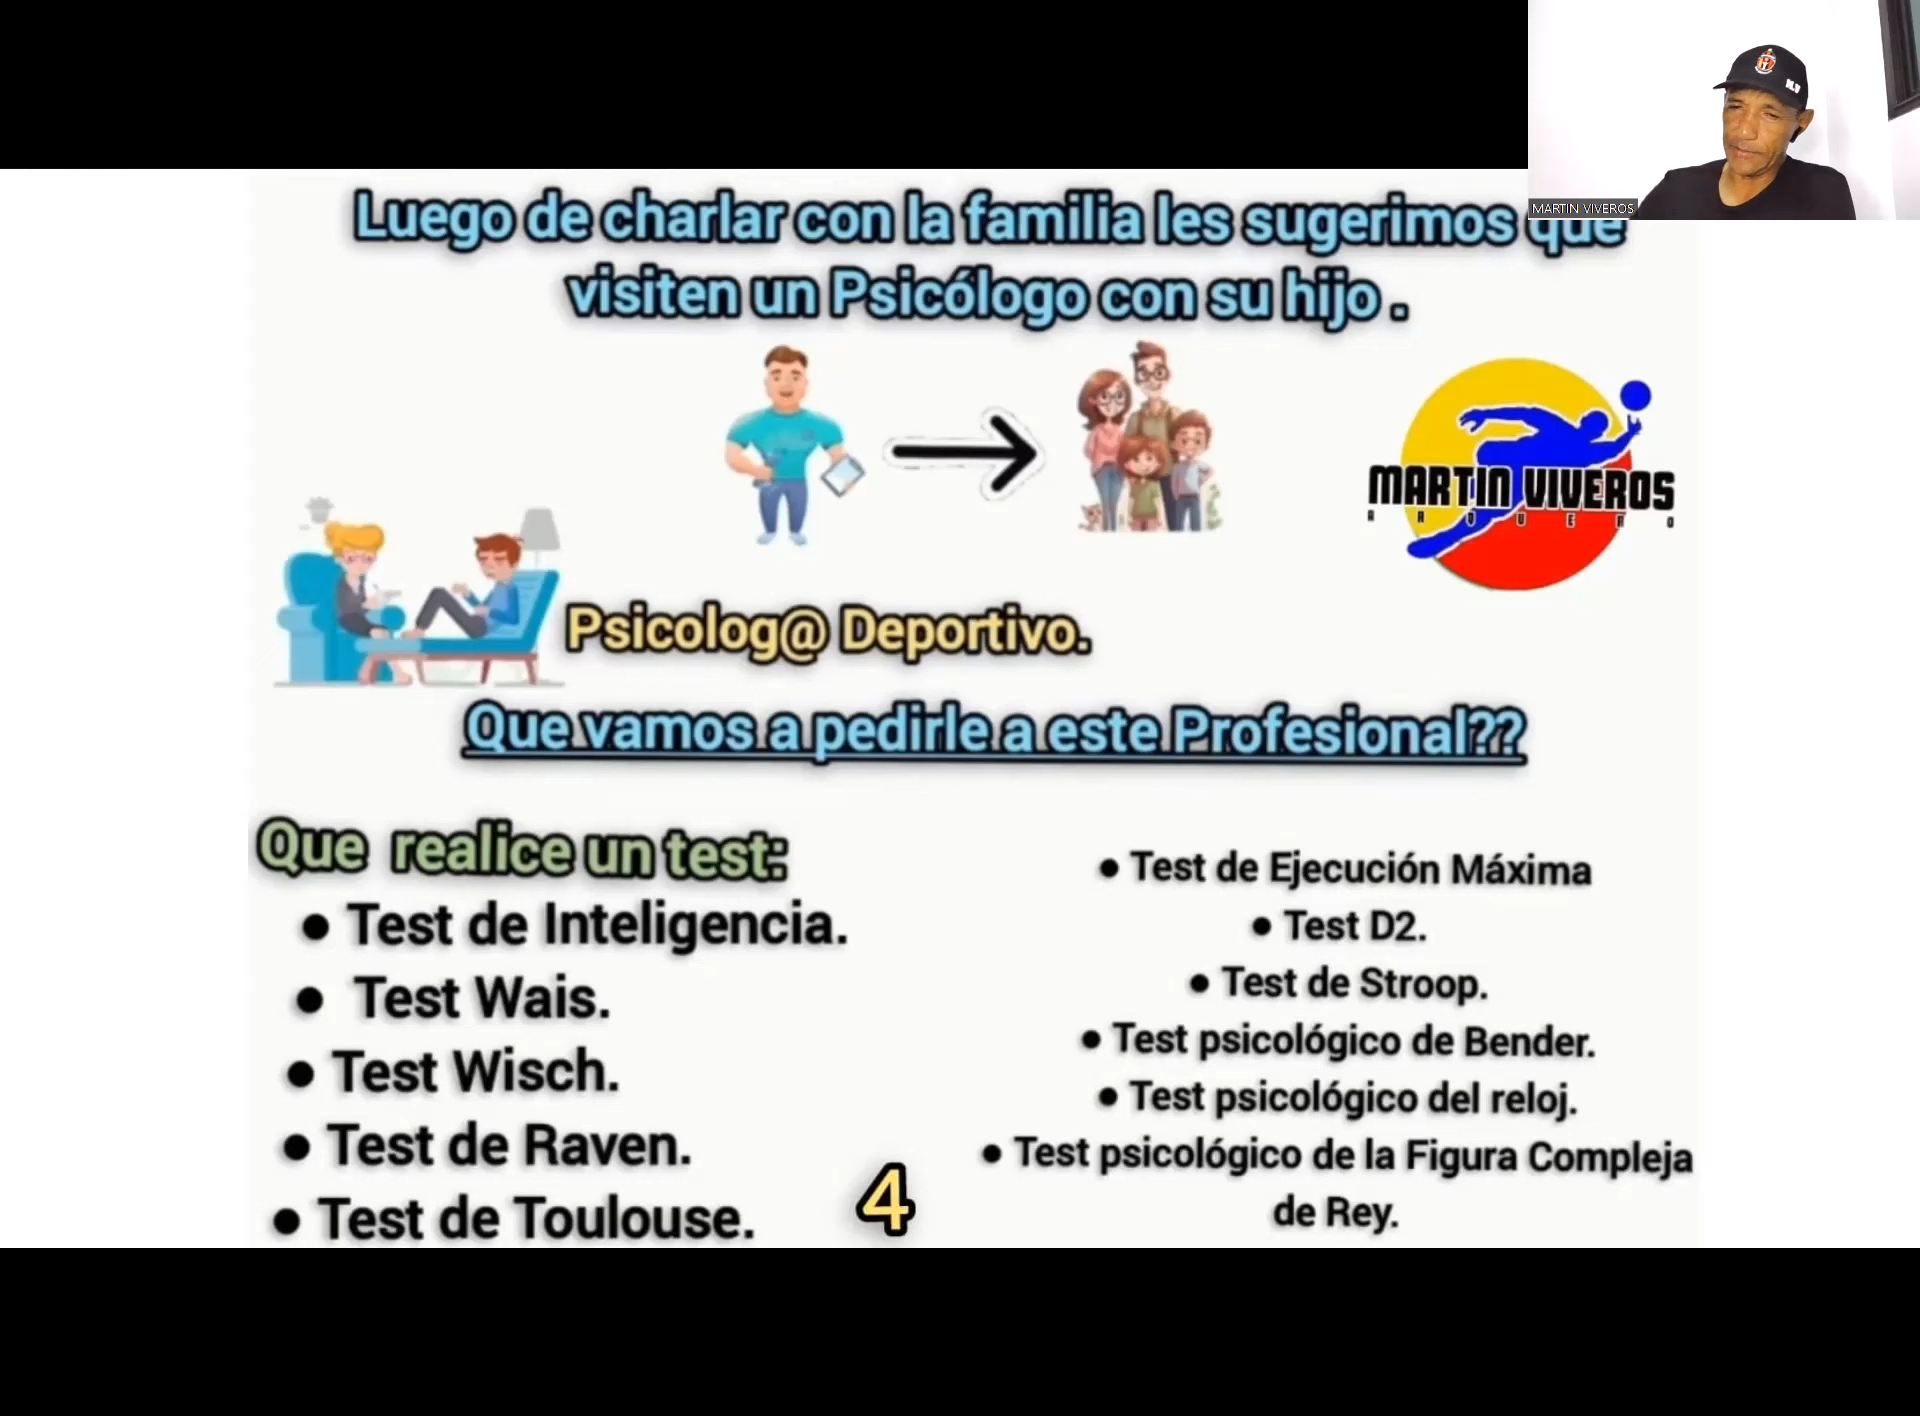 MARTIN VIVEROS
Luego de charlar con la familia les sugerimos que
visiten un Psicólogo con su hijo .
MARTIN VIVEROS
ARQUERO
Psicolog@ Deportivo.
Que vamos a pedirle a este Profesional??
Que realice un test:
● Test de Inteligencia.
● Test Wais.
● Test Wisch.
● Test de Raven.
● Test de Toulouse.
4
● Test de Ejecución Máxima
● Test D2.
● Test de Stroop.
● Test psicológico de Bender.
● Test psicológico del reloj.
● Test psicológico de la Figura Compleja
de Rey.